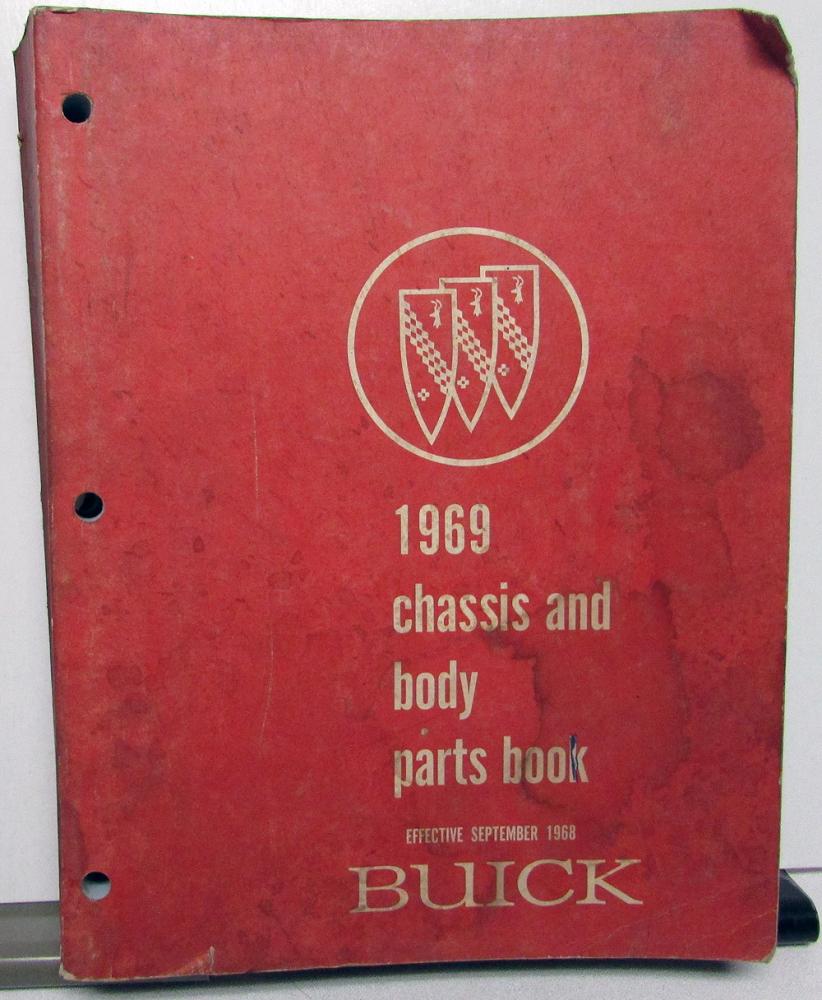 1969
chassis and
body
parts book
EFFECTIVE SEPTEMBER 1968
BUICK